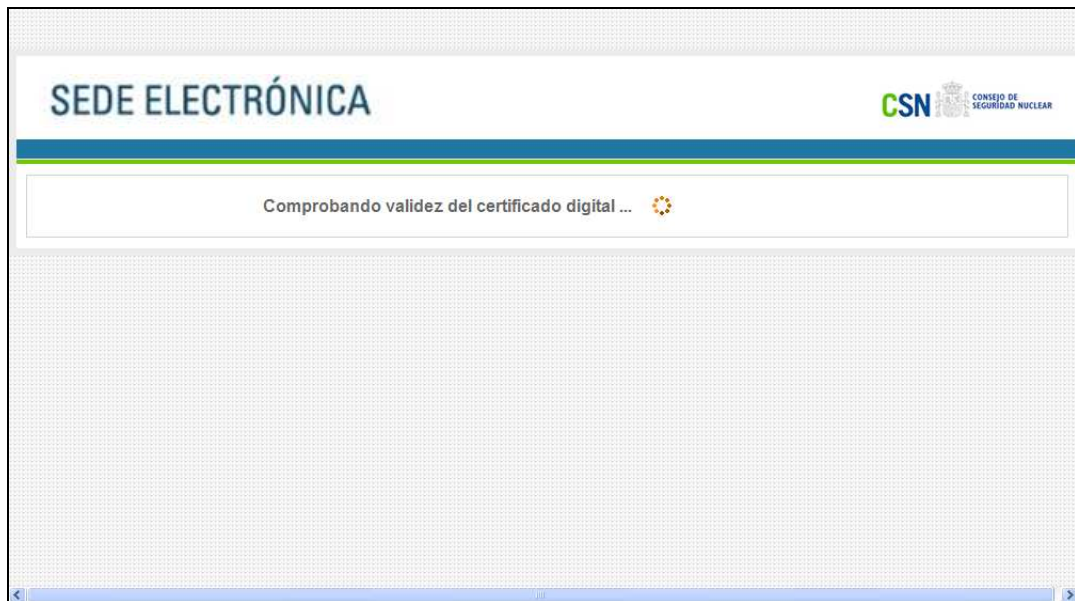 SEDE ELECTRÓNICA
CSN
CONSEJO DE
SEGURIDAD NUCLEAR
Comprobando validez del certificado digital ...